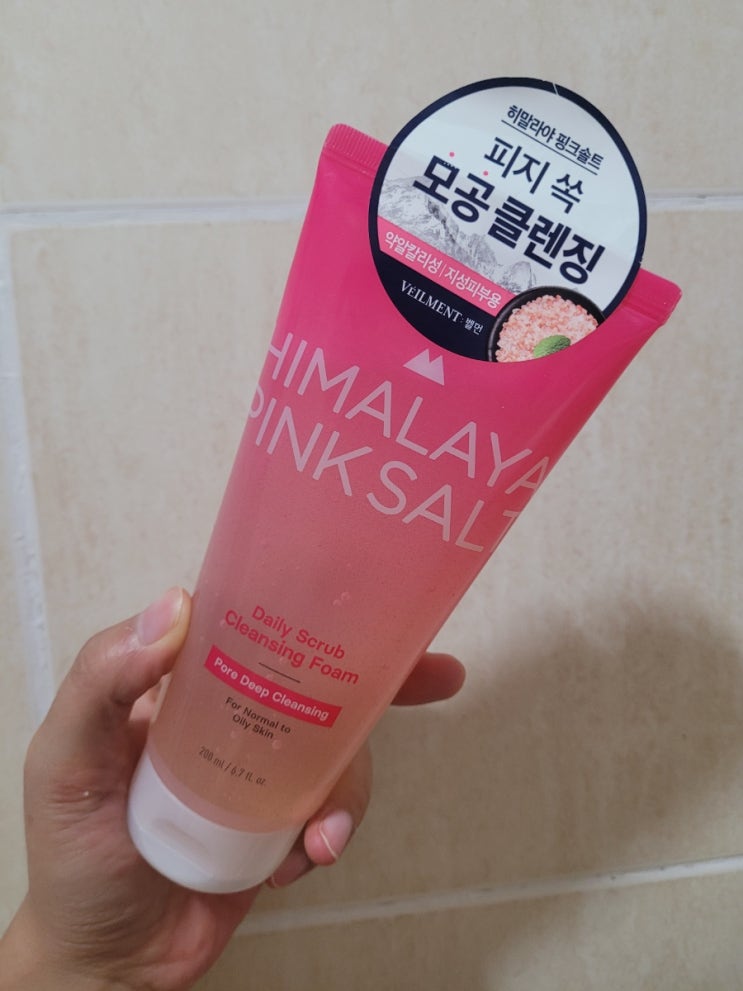 히말라야 핑크솔트
피지 쏙
모공 클렌징
약알칼리성 | 지성피부용
VEILMENT : 벨먼
HIMALAYA
PINK SALT
Daily Scrub
Cleansing Foam
Pore Deep Cleansing
For Normal to
Oily Skin
200 ml / 6.7 fl. oz.